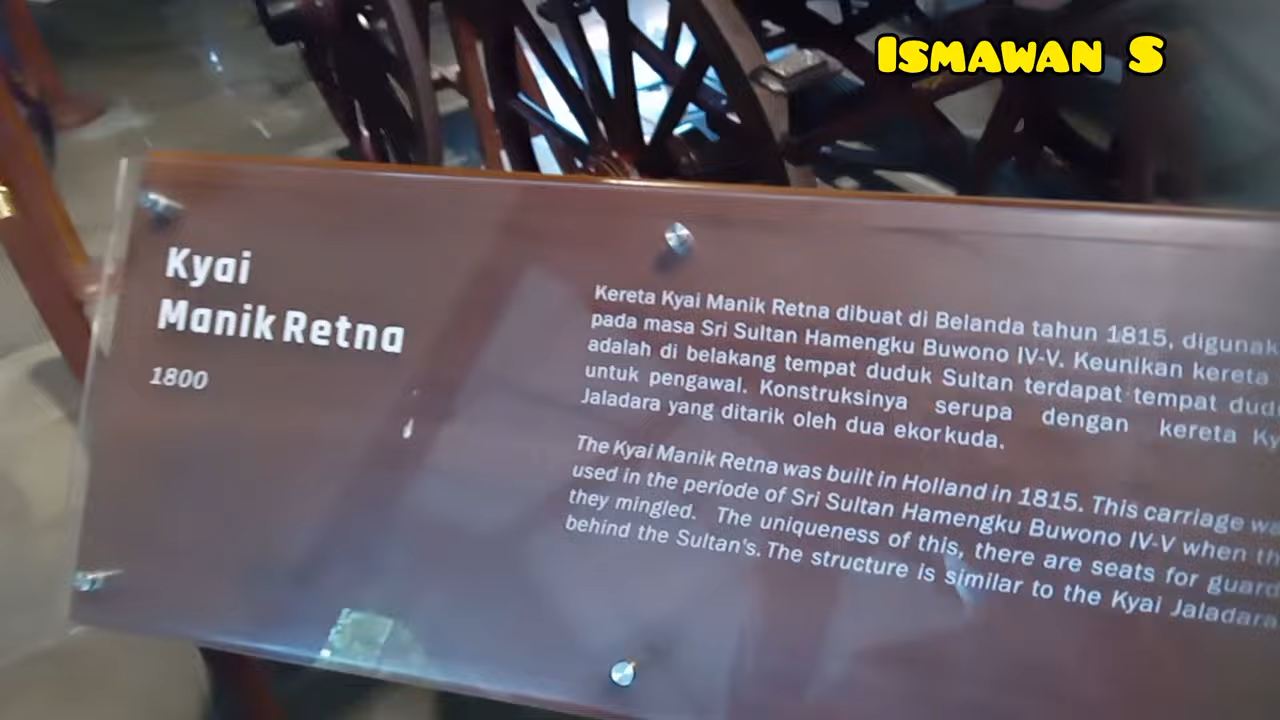 Ismawan S
Kyai
Manik Retna
1800
Kereta Kyai Manik Retna dibuat di Belanda tahun 1815, digunak
pada masa Sri Sultan Hamengku Buwono IV-V. Keunikan kereta
adalah di belakang tempat duduk Sultan terdapat tempat dud
untuk pengawal. Konstruksinya serupa dengan kereta Ky
Jaladara yang ditarik oleh dua ekor kuda.
The Kyai Manik Retna was built in Holland in 1815. This carriage wa
used in the periode of Sri Sultan Hamengku Buwono IV-V when th
they mingled. The uniqueness of this, there are seats for guard
behind the Sultan's. The structure is similar to the Kyai Jaladara